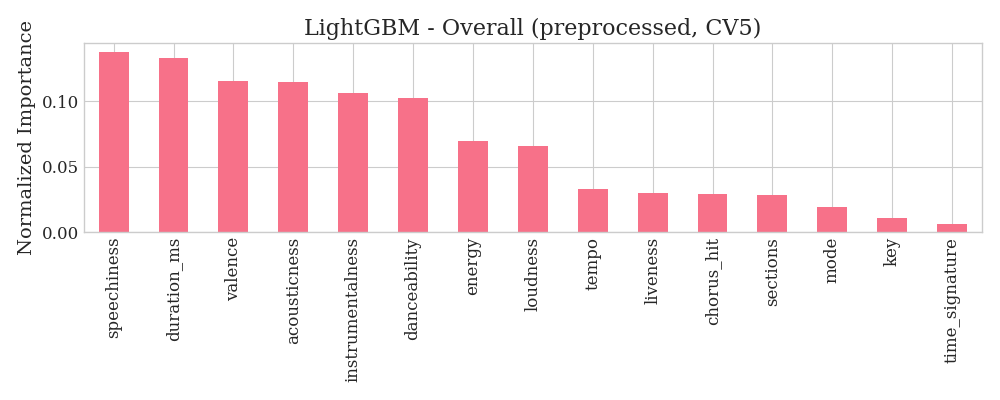 LightGBM - Overall (preprocessed, CV5)
Normalized Importance
0.10
0.05
0.00
speechiness
duration_ms
valence
acousticness
instrumentalness
danceability
energy
loudness
tempo
liveness
chorus_hit
sections
mode
key
time_signature